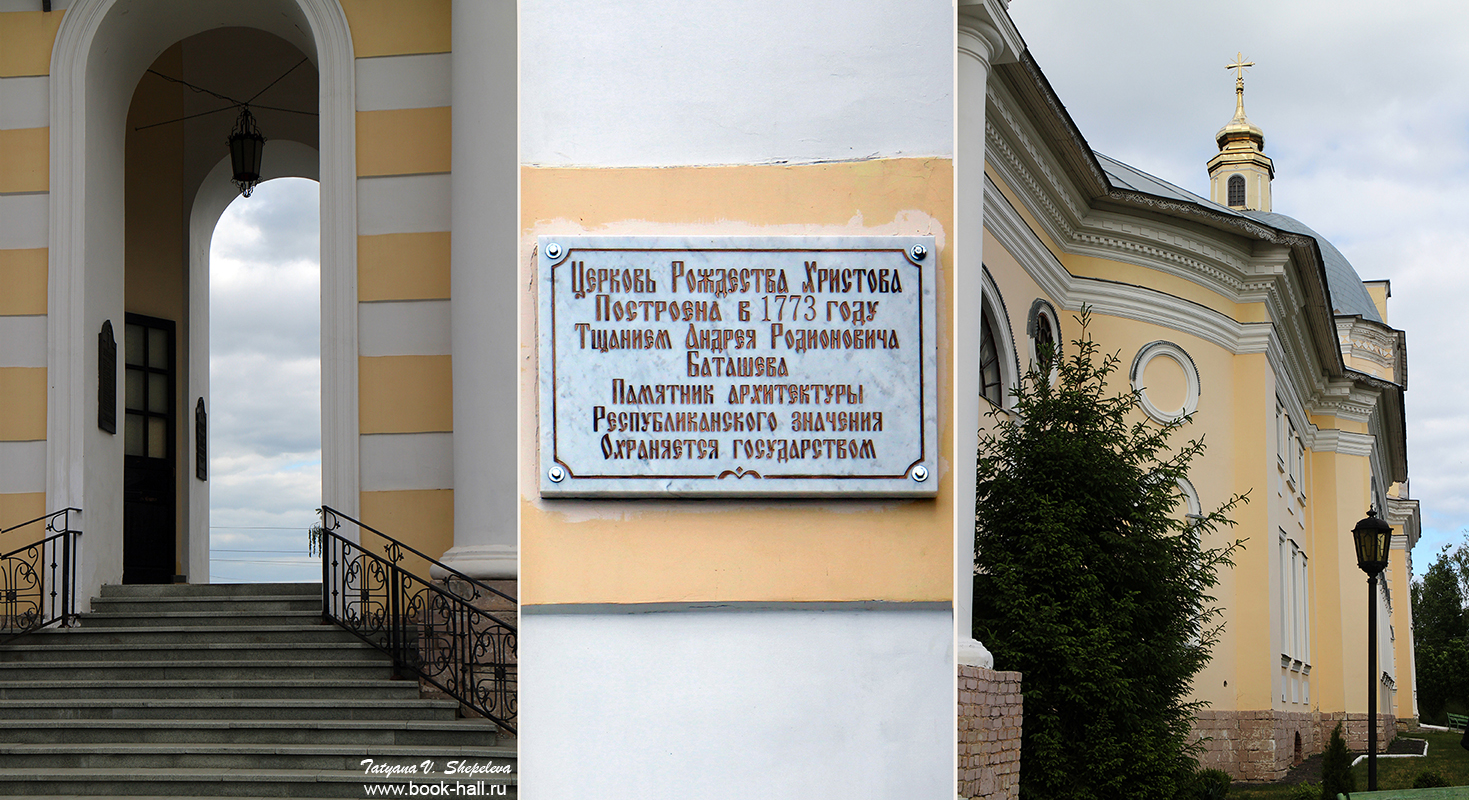 Церковь Рождества Христова
Построена в 1773 году
Тщанием Андрея Родионовича
Баташева
Памятник архитектуры
Республиканского значения
Охраняется государством
Tatyana V. Shepeleva
www.book-hall.ru